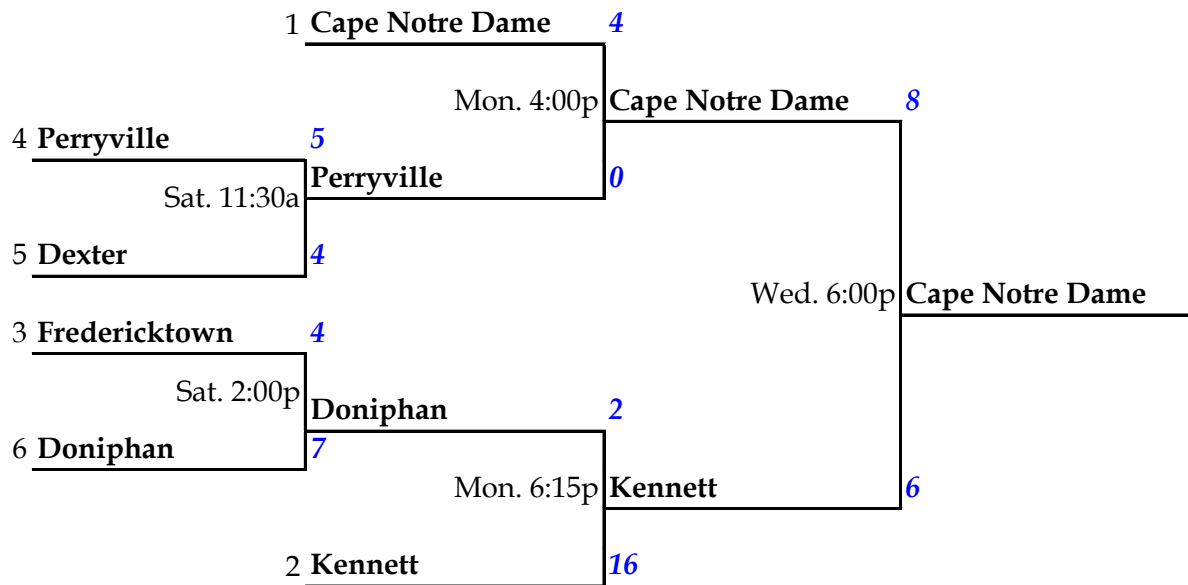 1 Cape Notre Dame 4
Mon. 4:00p Cape Notre Dame 8
4 Perryville 5
Sat. 11:30a Perryville 0
5 Dexter 4
Wed. 6:00p Cape Notre Dame
3 Fredericktown 4
Sat. 2:00p Doniphan 2
6 Doniphan 7
Mon. 6:15p Kennett 6
2 Kennett 16